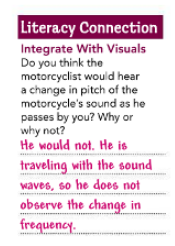 Literacy Connection
Integrate With Visuals
Do you think the
motorcyclist would hear
a change in pitch of the
motorcycle's sound as he
passes by you? Why or
why not?
He would not. He is
traveling with the sound
waves, so he does not
observe the change in
frequency.